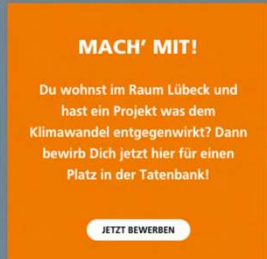 MACH' MIT!
Du wohnst im Raum Lübeck und
hast ein Projekt was dem
Klimawandel entgegenwirkt? Dann
bewirb Dich jetzt hier für einen
Platz in der Tatenbank!
JETZT BEWERBEN